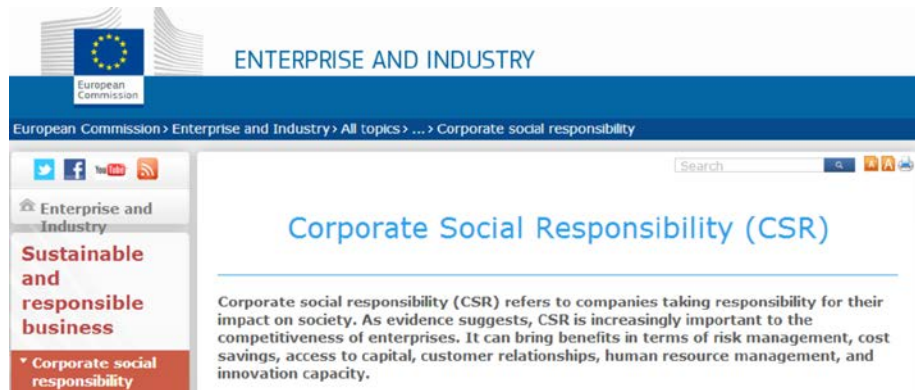 ENTERPRISE AND INDUSTRY
European
Commission
European Commission > Enterprise and Industry > All topics > ... > Corporate social responsibility
You Tube
Search
A A
Enterprise and
Industry
Corporate Social Responsibility (CSR)
Sustainable
and
responsible
business
Corporate social
responsibility
Corporate social responsibility (CSR) refers to companies taking responsibility for their
impact on society. As evidence suggests, CSR is increasingly important to the
competitiveness of enterprises. It can bring benefits in terms of risk management, cost
savings, access to capital, customer relationships, human resource management, and
innovation capacity.